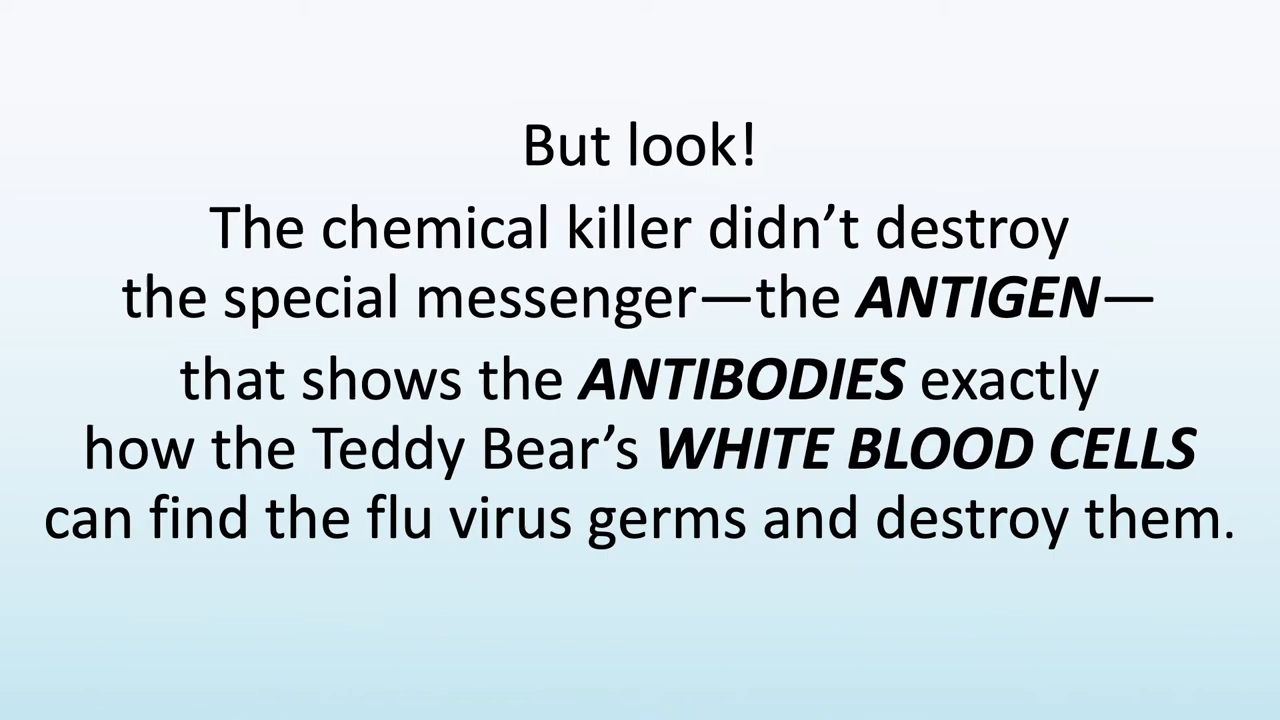 But look!
The chemical killer didn’t destroy
the special messenger—the ANTIGEN—
that shows the ANTIBODIES exactly
how the Teddy Bear’s WHITE BLOOD CELLS
can find the flu virus germs and destroy them.